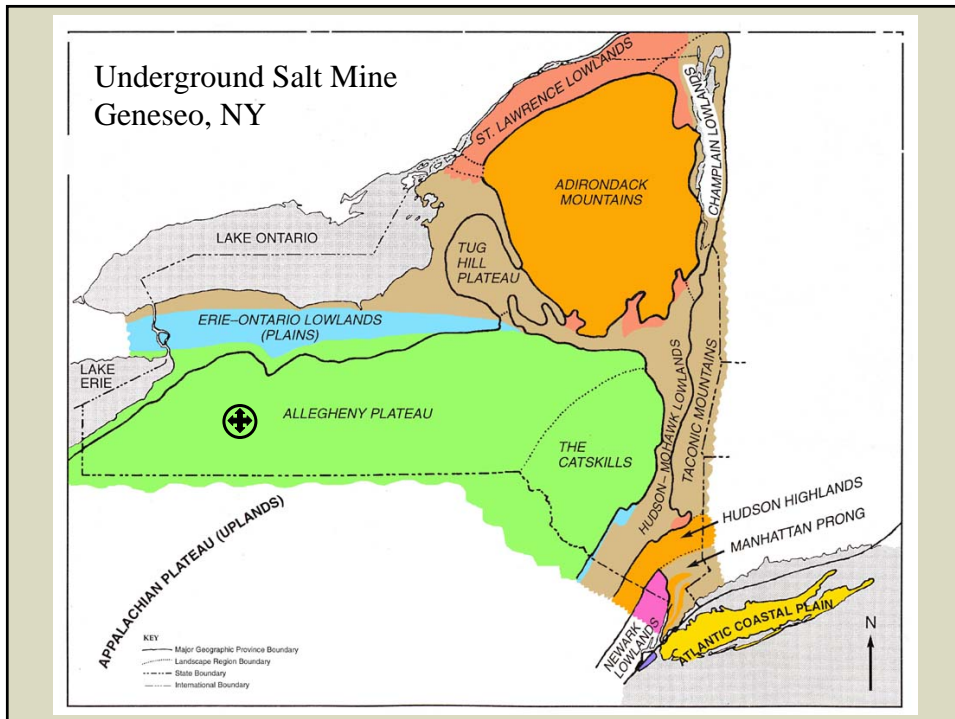 Underground Salt Mine
Geneseo, NY
ST. LAWRENCE LOWLANDS
CHAMPLAIN LOWLANDS
ADIRONDACK
MOUNTAINS
LAKE ONTARIO
TUG
HILL
PLATEAU
ERIE–ONTARIO LOWLANDS
(PLAINS)
LAKE
ERIE
ALLEGHENY PLATEAU
THE
CATSKILLS
HUDSON–MOHAWK LOWLANDS
TACONIC MOUNTAINS
HUDSON HIGHLANDS
MANHATTAN PRONG
APPALACHIAN PLATEAU (UPLANDS)
NEWARK
LOWLANDS
ATLANTIC COASTAL PLAIN
N
KEY
Major Geographic Province Boundary
Landscape Region Boundary
State Boundary
International Boundary